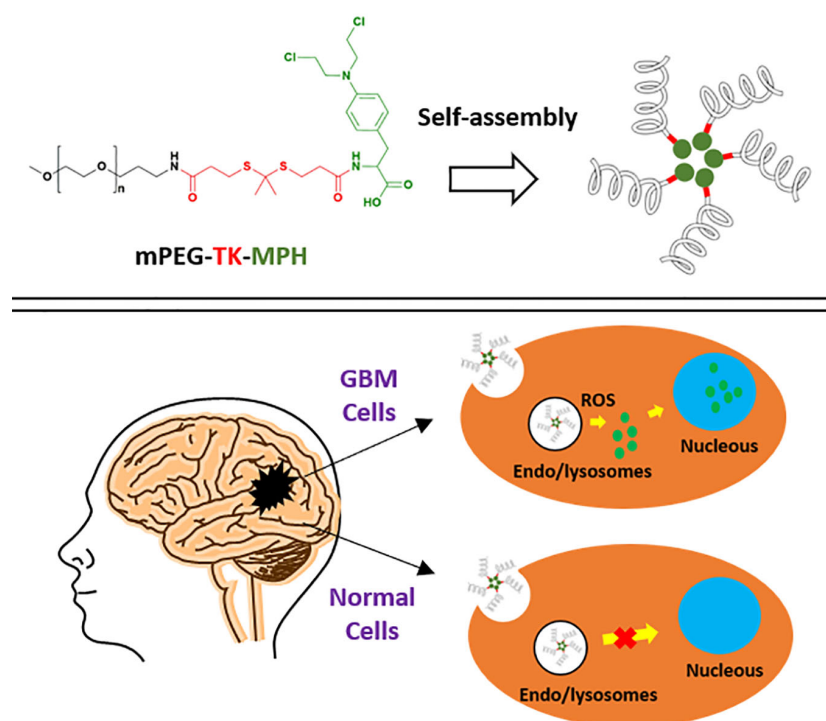 Cl
Cl
N
O
O
n
H
N
O
S
S
O
H
N
HO
O
mPEG-TK-MPH
Self-assembly
GBM
Cells
Normal
Cells
ROS
Endo/lysosomes
Nucleous
Endo/lysosomes
Nucleous